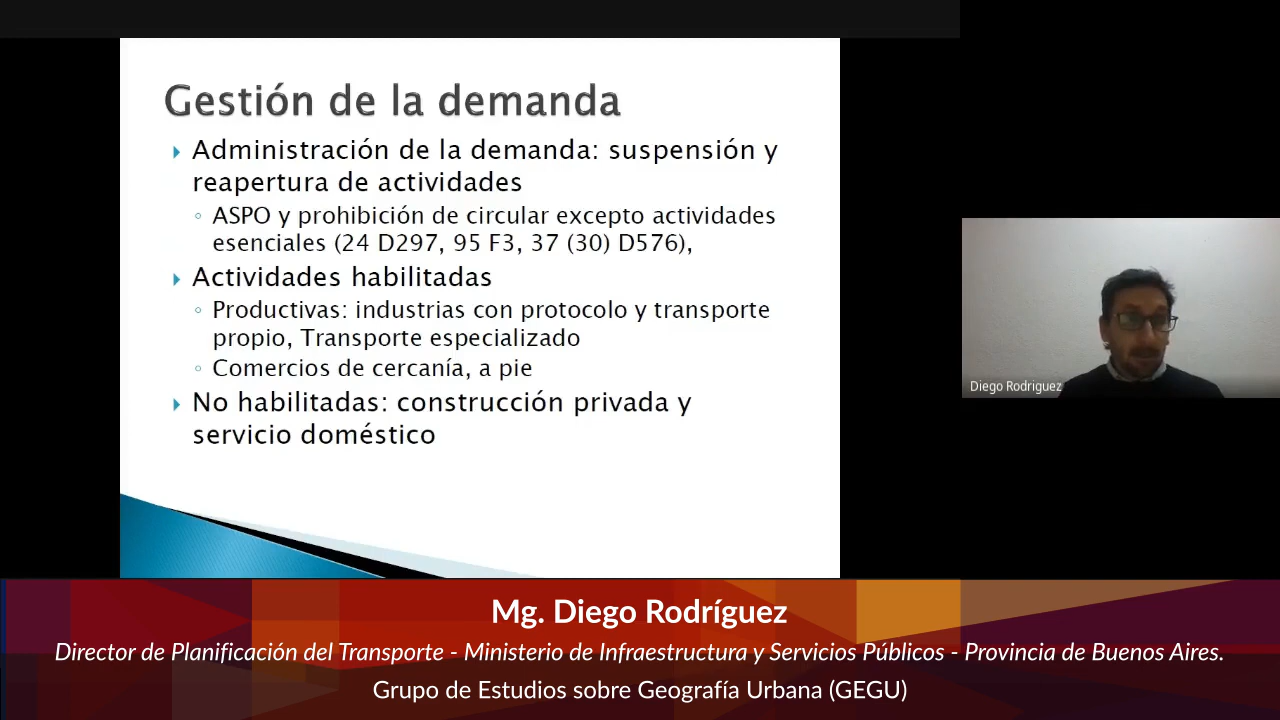 Gestión de la demanda
Administración de la demanda: suspensión y
reapertura de actividades
ASPO y prohibición de circular excepto actividades
esenciales (24 D297, 95 F3, 37 (30) D576),
Actividades habilitadas
Productivas: industrias con protocolo y transporte
propio, Transporte especializado
Comercios de cercanía, a pie
No habilitadas: construcción privada y
servicio doméstico
Diego Rodriguez
Mg. Diego Rodríguez
Director de Planificación del Transporte - Ministerio de Infraestructura y Servicios Públicos - Provincia de Buenos Aires.
Grupo de Estudios sobre Geografía Urbana (GEGU)